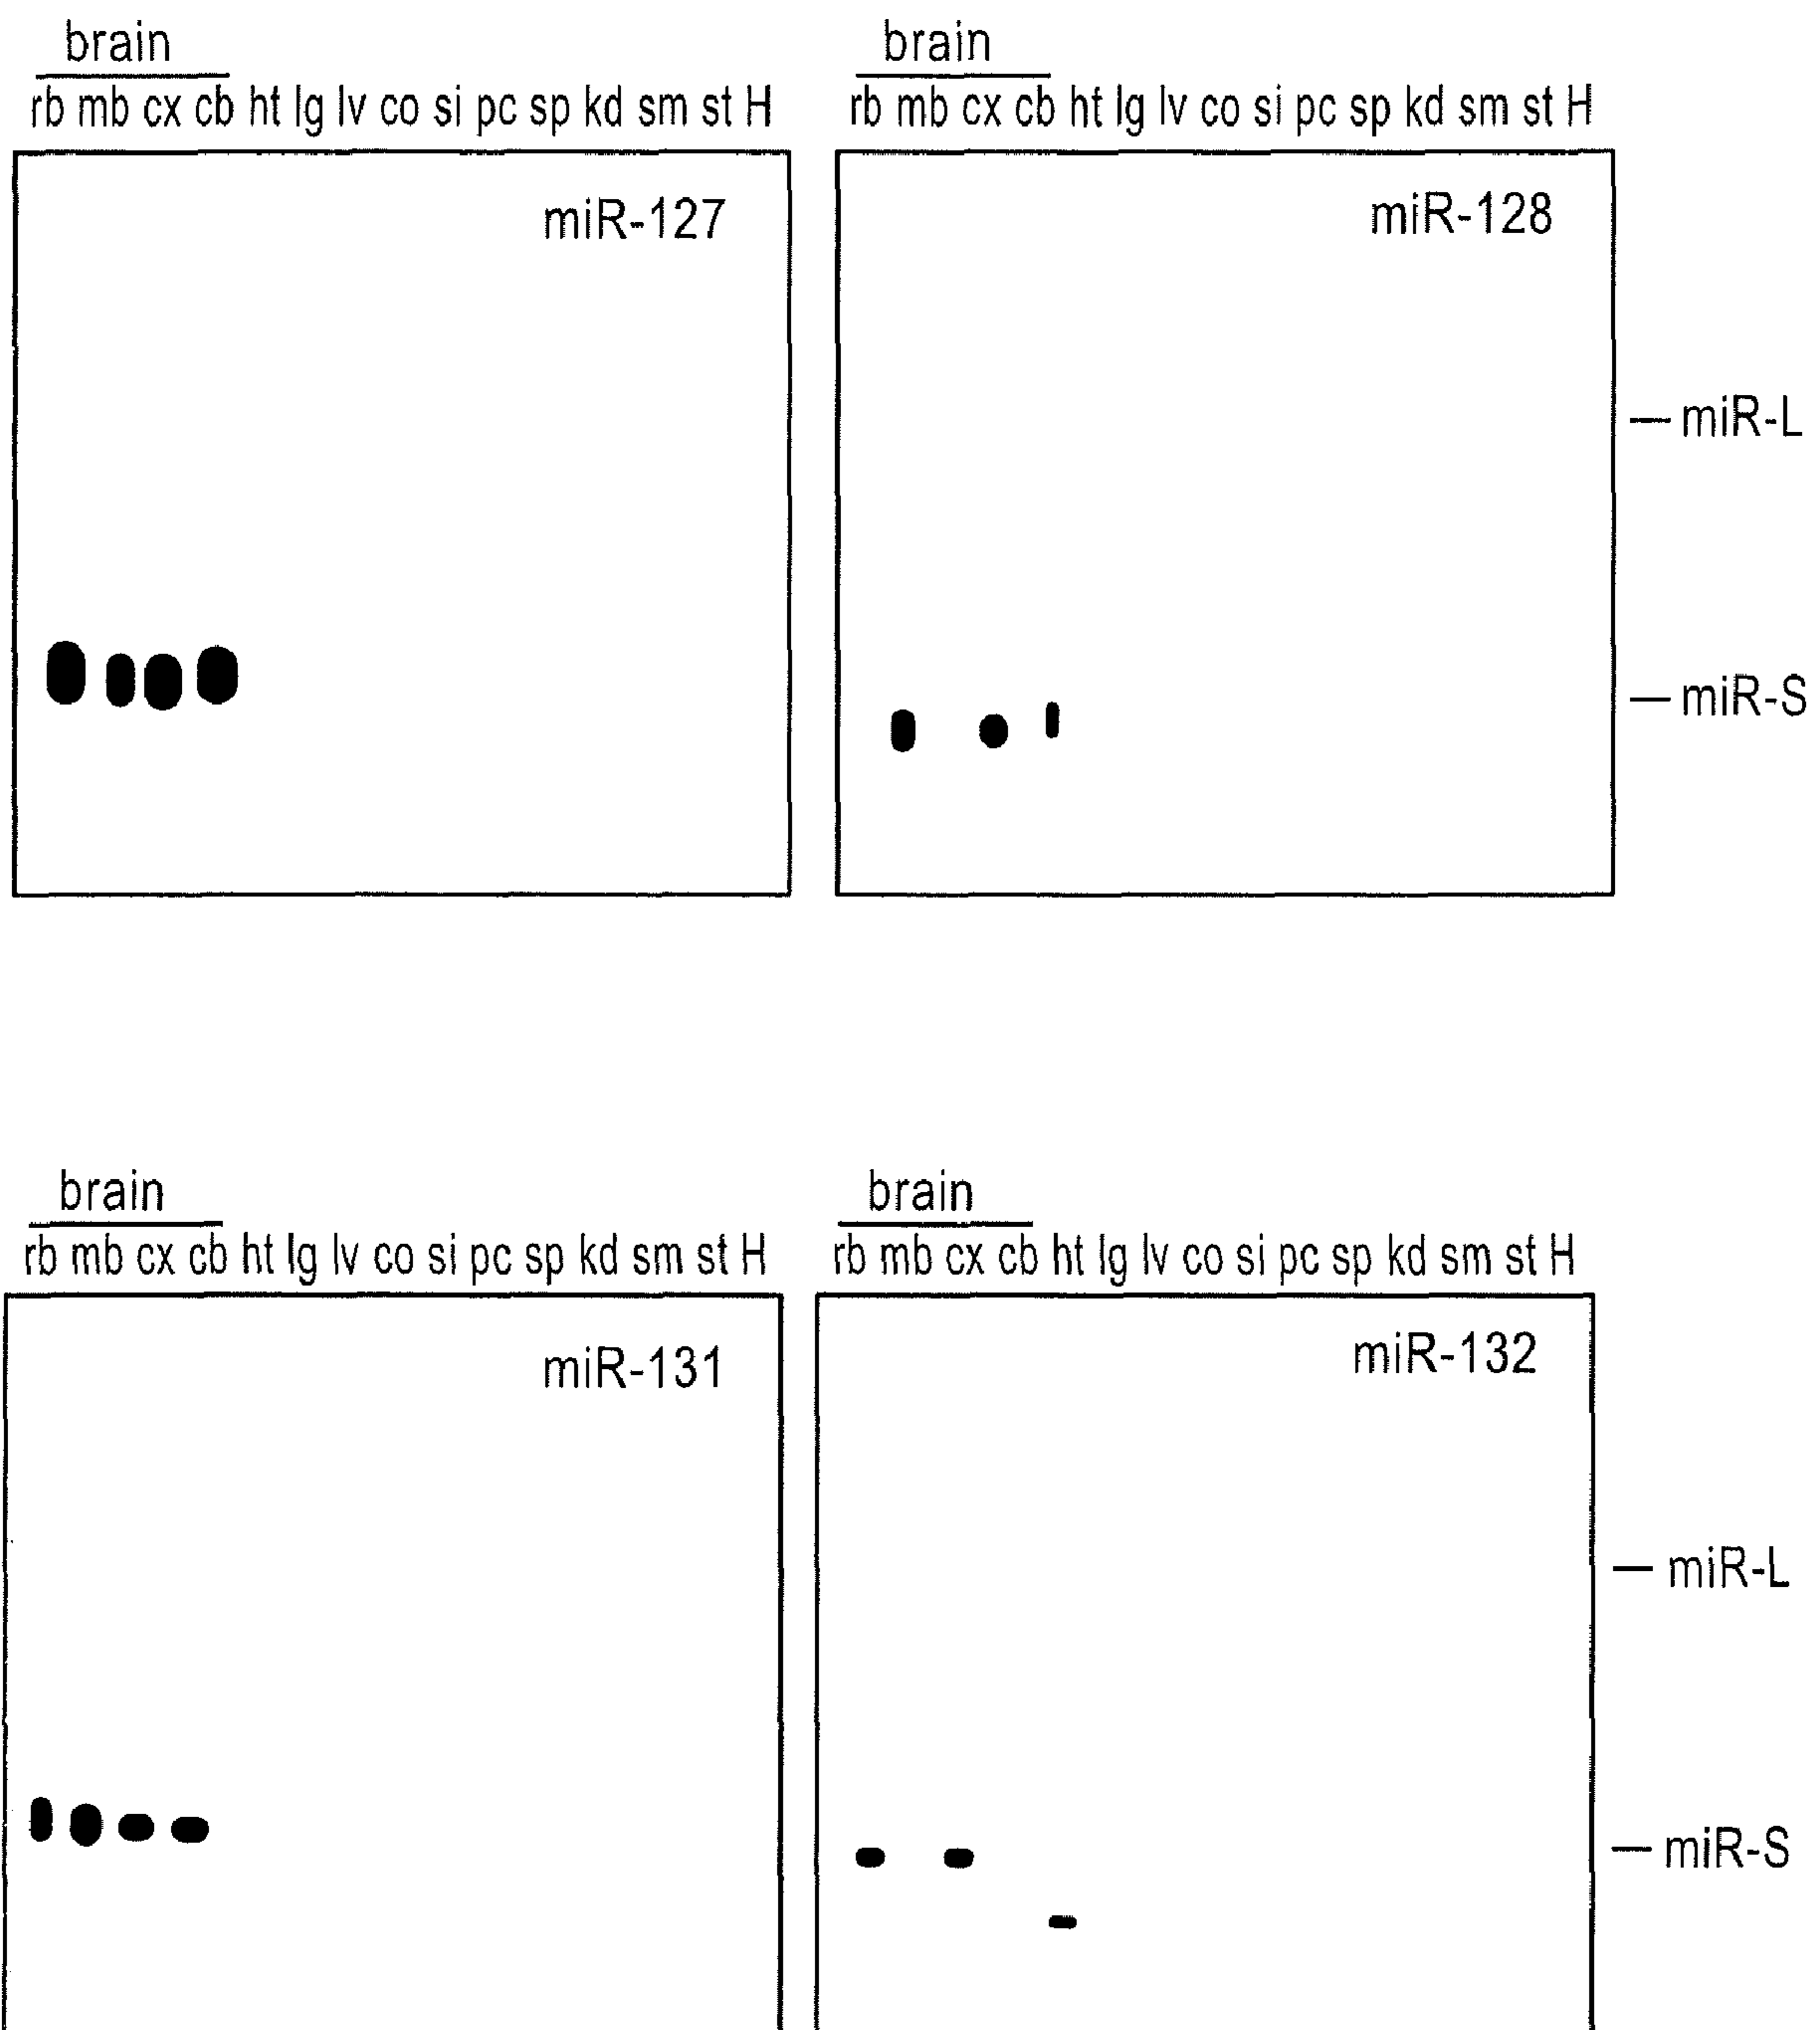 brain brain
rb mb cx cb ht lg lv co si pc sp kd sm st H rb mb cx cb ht lg lv co si pc sp kd sm st H
miR-127 miR-128
miR-L
miR-S
brain brain
rb mb cx cb ht lg lv co si pc sp kd sm st H rb mb cx cb ht lg lv co si pc sp kd sm st H
miR-131 miR-132
miR-L
miR-S